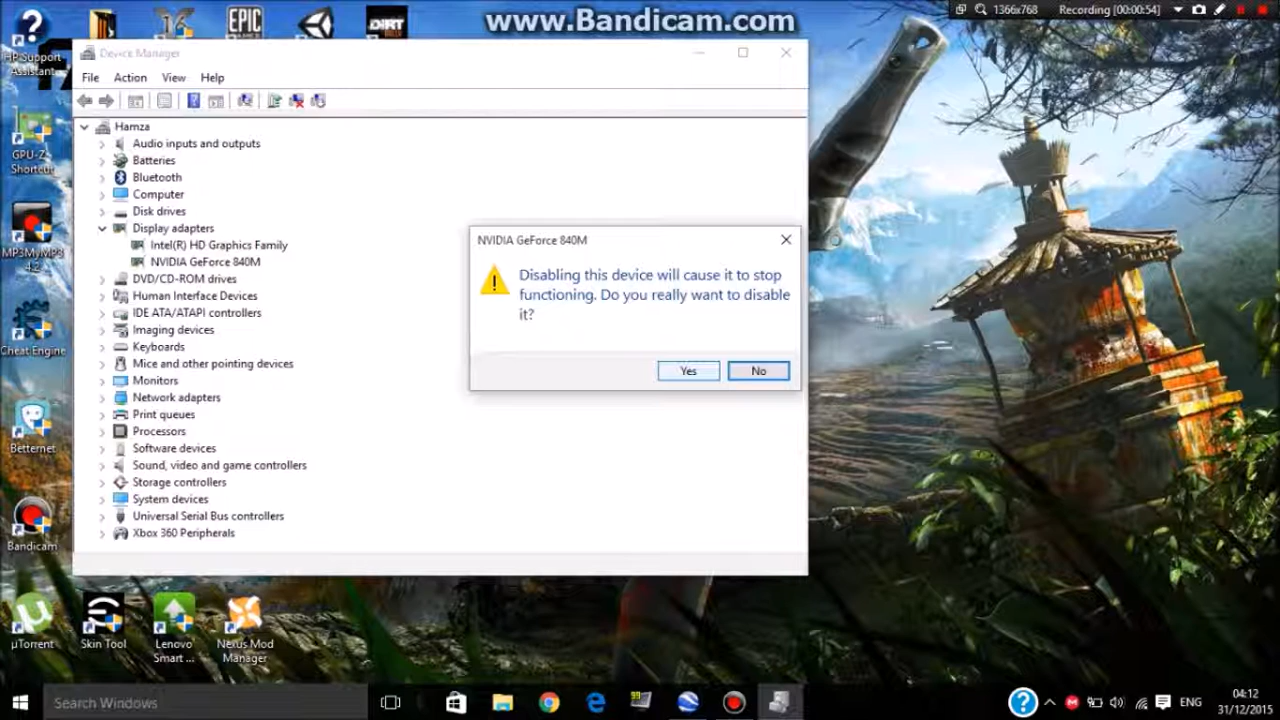 www.Bandicam.com
1366x768
Recording [00:00:54]
HP Support
Assistant
EPIC
DiRT
GPU-Z
Shortcut
MP3MyMP3
4.2
Cheat Engine
Betternet
Bandicam
Device Manager
File Action View Help
Hamza
Audio inputs and outputs
Batteries
Bluetooth
Computer
Disk drives
Display adapters
Intel(R) HD Graphics Family
NVIDIA GeForce 840M
DVD/CD-ROM drives
Human Interface Devices
IDE ATA/ATAPI controllers
Imaging devices
Keyboards
Mice and other pointing devices
Monitors
Network adapters
Print queues
Processors
Software devices
Sound, video and game controllers
Storage controllers
System devices
Universal Serial Bus controllers
Xbox 360 Peripherals
NVIDIA GeForce 840M
Disabling this device will cause it to stop
functioning. Do you really want to disable
it?
Yes No
µTorrent
Skin Tool
Lenovo
Smart ...
Nexus Mod
Manager
Search Windows
ENG
04:12
31/12/2015